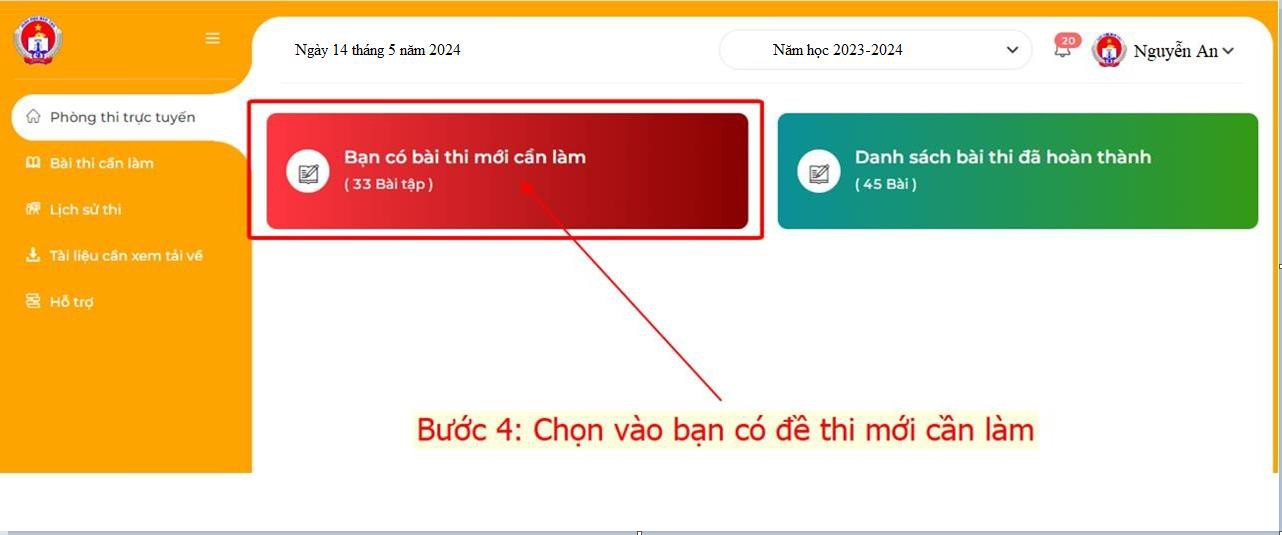 Ngày 14 tháng 5 năm 2024
Năm học 2023-2024
20
Nguyễn An
Phòng thi trực tuyến
Bài thi cần làm
Lịch sử thi
Tài liệu cần xem tải về
Hỗ trợ
Bạn có bài thi mới cần làm
( 33 Bài tập )
Danh sách bài thi đã hoàn thành
( 45 Bài )
Bước 4: Chọn vào bạn có đề thi mới cần làm